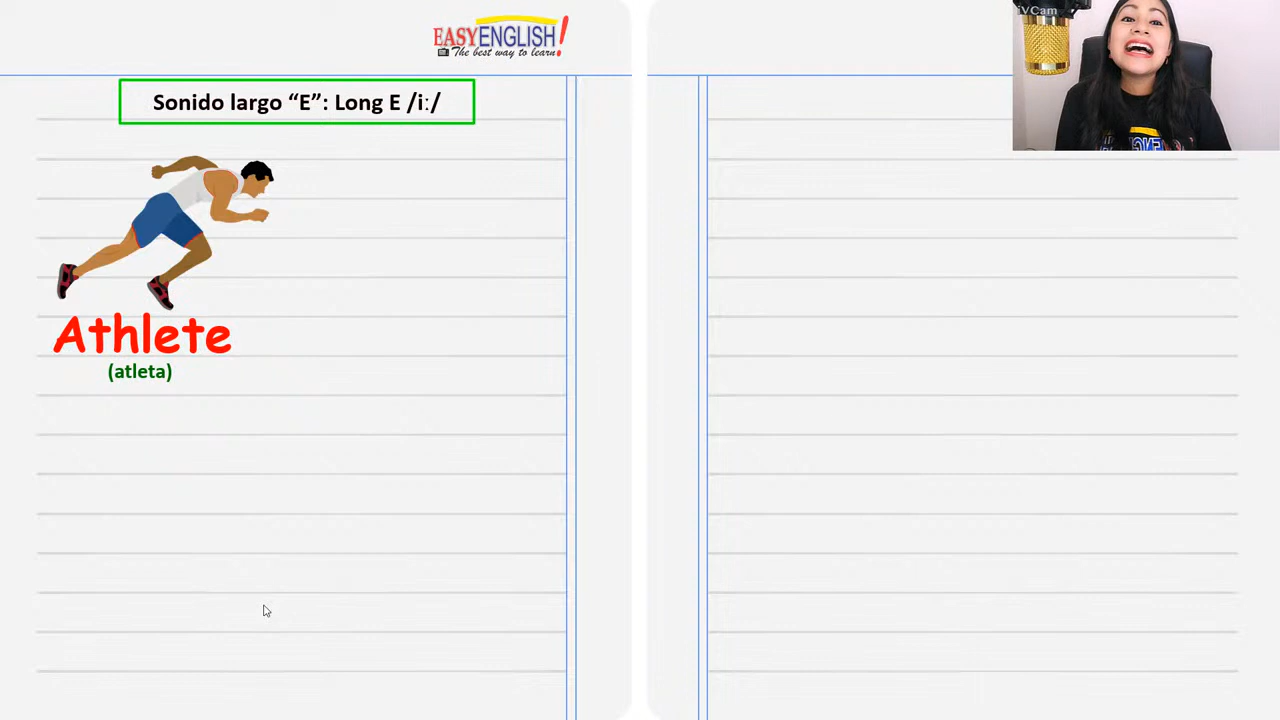 EASYENGLISH!
The best way to learn!
iVCam
Sonido largo “E”: Long E /iː/
Athlete
(atleta)